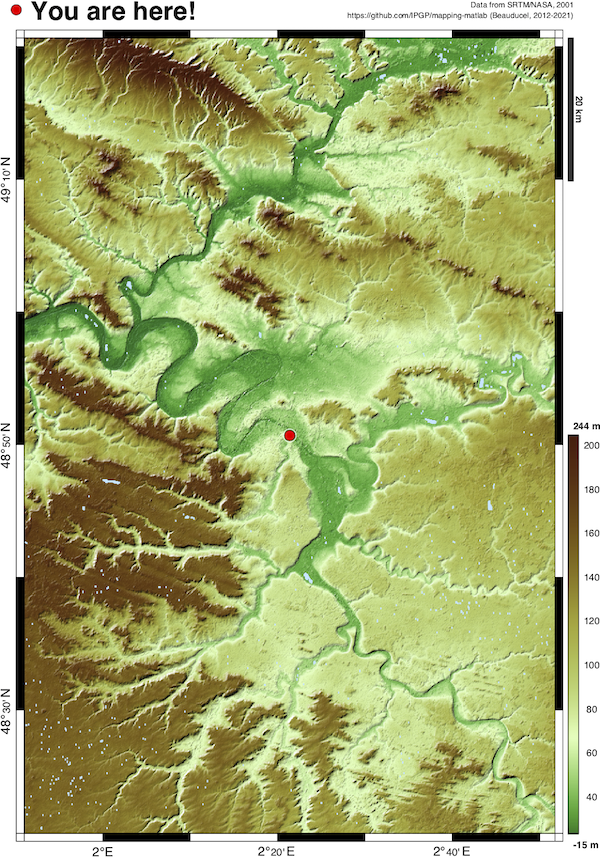 You are here!
Data from SRTM/NASA, 2001
https://github.com/IPGP/mapping-matlab (Beauducel, 2012-2021)
20 km
49°10' N
48°50' N
48°30' N
244 m
200
180
160
140
120
100
80
60
40
-15 m
2°E
2°20' E
2°40' E